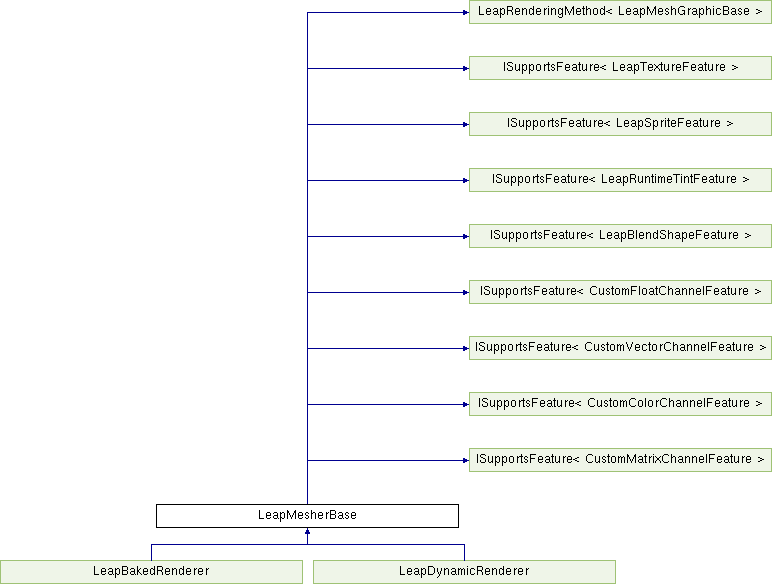 LeapRenderingMethod< LeapMeshGraphicBase >
ISupportsFeature< LeapTextureFeature >
ISupportsFeature< LeapSpriteFeature >
ISupportsFeature< LeapRuntimeTintFeature >
ISupportsFeature< LeapBlendShapeFeature >
ISupportsFeature< CustomFloatChannelFeature >
ISupportsFeature< CustomVectorChannelFeature >
ISupportsFeature< CustomColorChannelFeature >
ISupportsFeature< CustomMatrixChannelFeature >
LeapMesherBase
LeapBakedRenderer
LeapDynamicRenderer